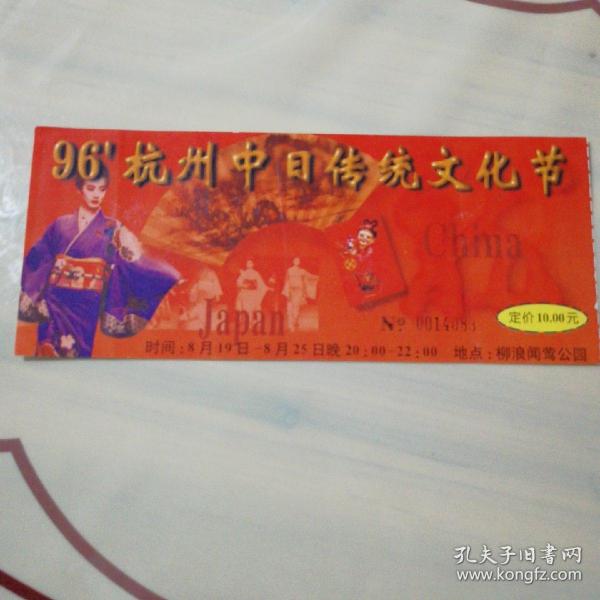 96' 杭州中日传统文化节
China
Japan
№ 0014083
定价10.00元
时间:8月19日-8月25日晚20:00-22:00 地点:柳浪闻莺公园
孔夫子旧書网
www.kongfz.com